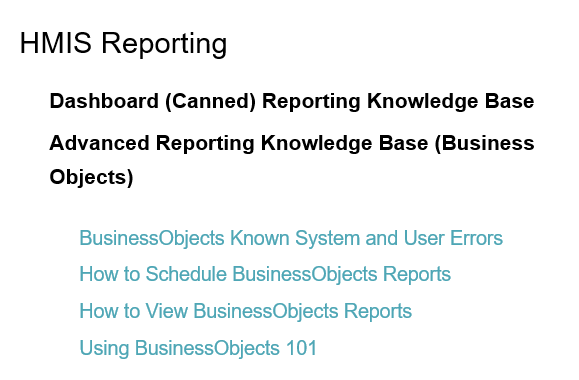 HMIS Reporting
Dashboard (Canned) Reporting Knowledge Base
Advanced Reporting Knowledge Base (Business
Objects)
BusinessObjects Known System and User Errors
How to Schedule BusinessObjects Reports
How to View BusinessObjects Reports
Using BusinessObjects 101